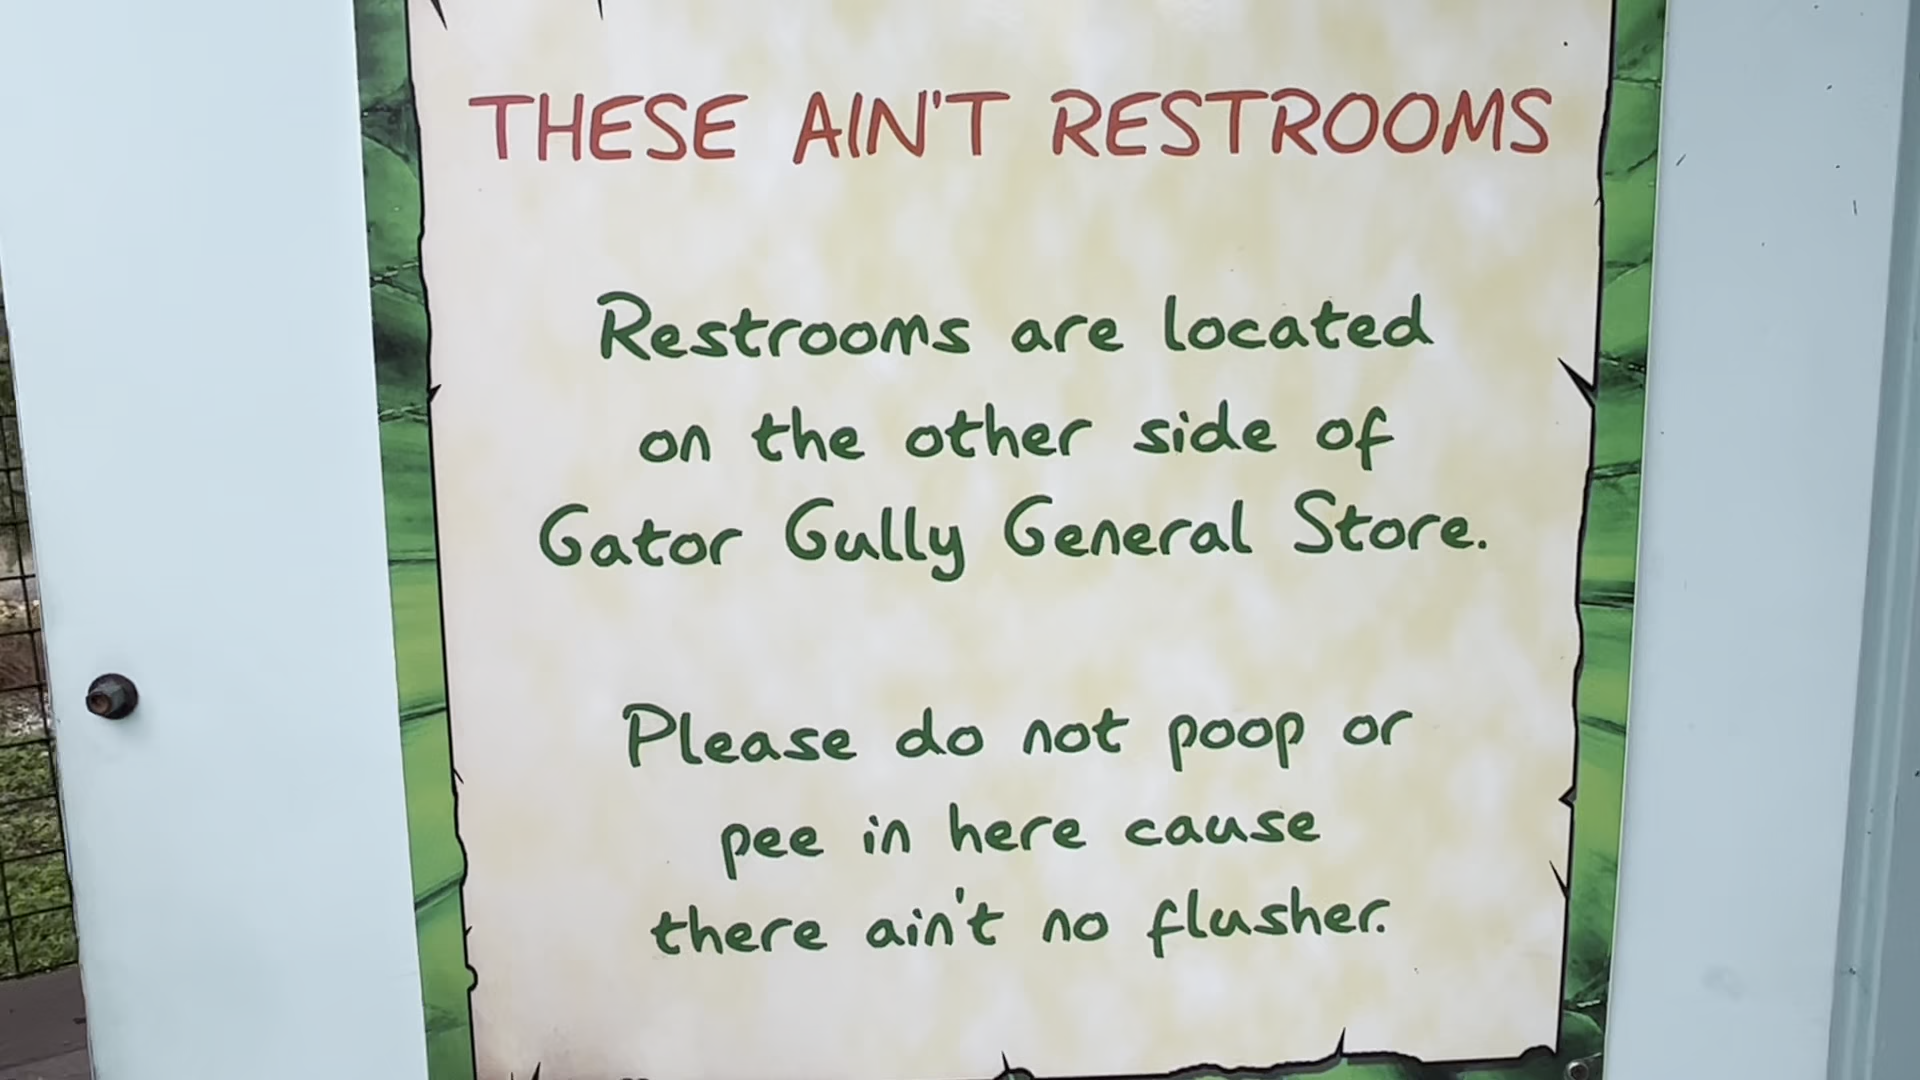 THESE AIN'T RESTROOMS
Restrooms are located
on the other side of
Gator Gully General Store.
Please do not poop or
pee in here cause
there ain't no flusher.